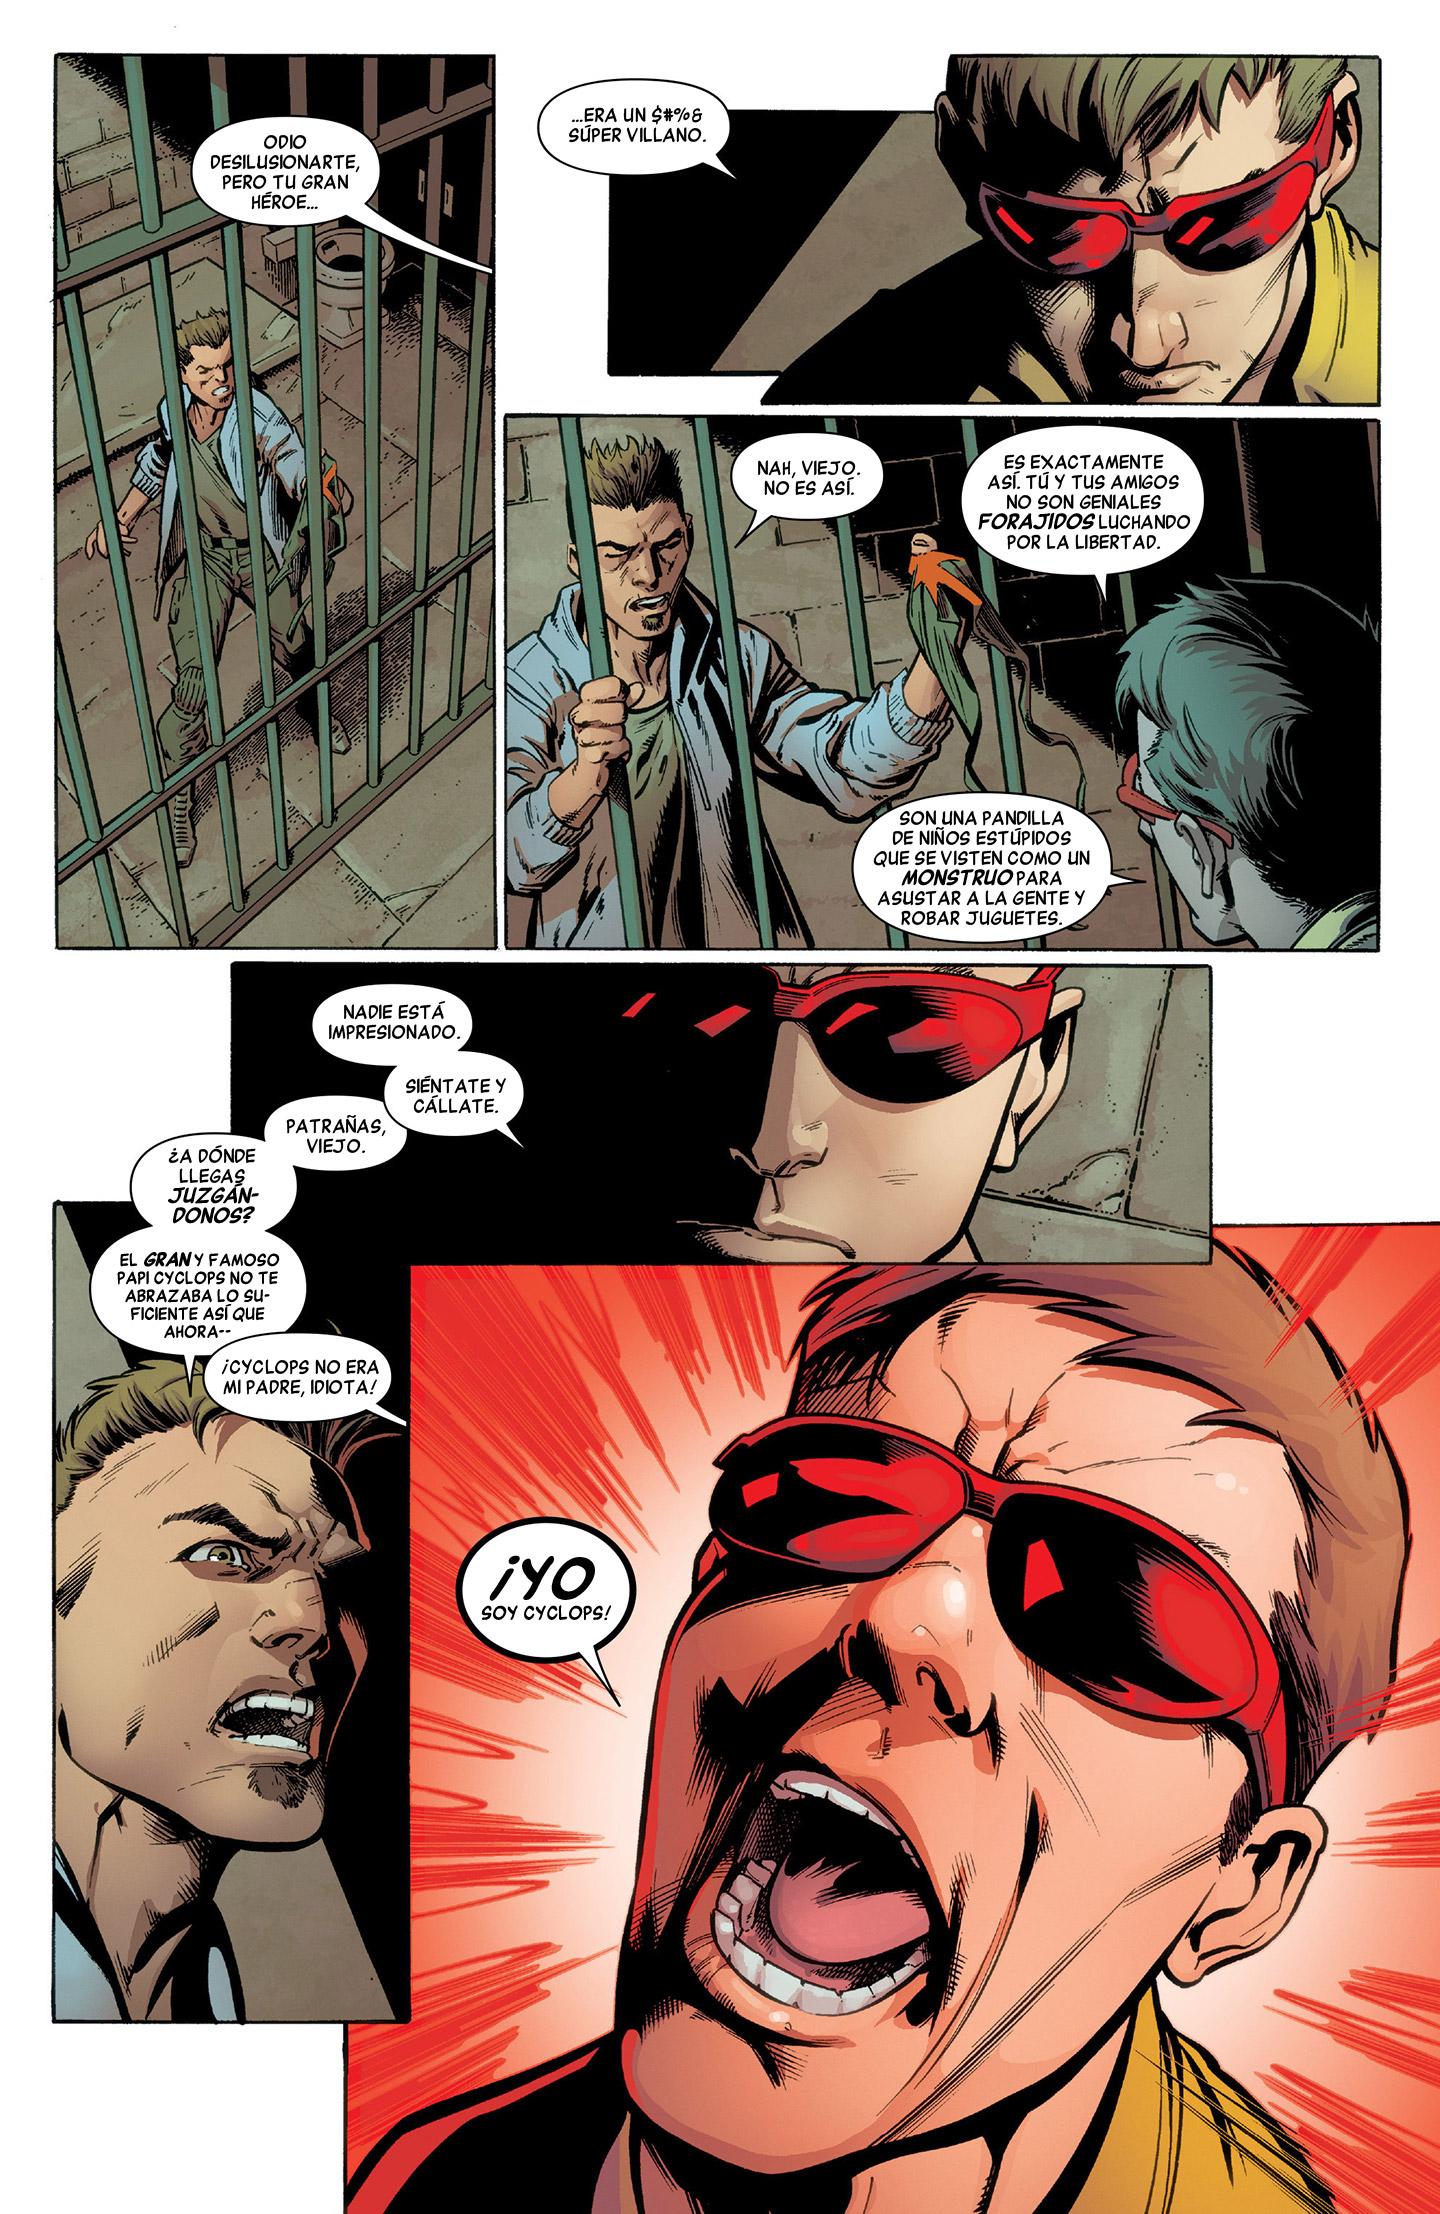 ODIO
DESILUSIONARTE,
PERO TU GRAN
HÉROE...
...ERA UN $#%&
SÚPER VILLANO.
NAH, VIEJO.
NO ES ASÍ.
ES EXACTAMENTE
ASÍ. TÚ Y TUS AMIGOS
NO SON GENIALES
FORAJIDOS LUCHANDO
POR LA LIBERTAD.
SON UNA PANDILLA
DE NIÑOS ESTÚPIDOS
QUE SE VISTEN COMO UN
MONSTRUO PARA
ASUSTAR A LA GENTE Y
ROBAR JUGUETES.
NADIE ESTÁ
IMPRESIONADO.
SIÉNTATE Y
CÁLLATE.
PATRAÑAS,
VIEJO.
¿A DÓNDE
LLEGAS
JUZGÁN-
DONOS?
EL GRAN Y FAMOSO
PAPI CYCLOPS NO TE
ABRAZABA LO SU-
FICIENTE ASÍ QUE
AHORA--
¡CYCLOPS NO ERA
MI PADRE, IDIOTA!
¡YO
SOY CYCLOPS!